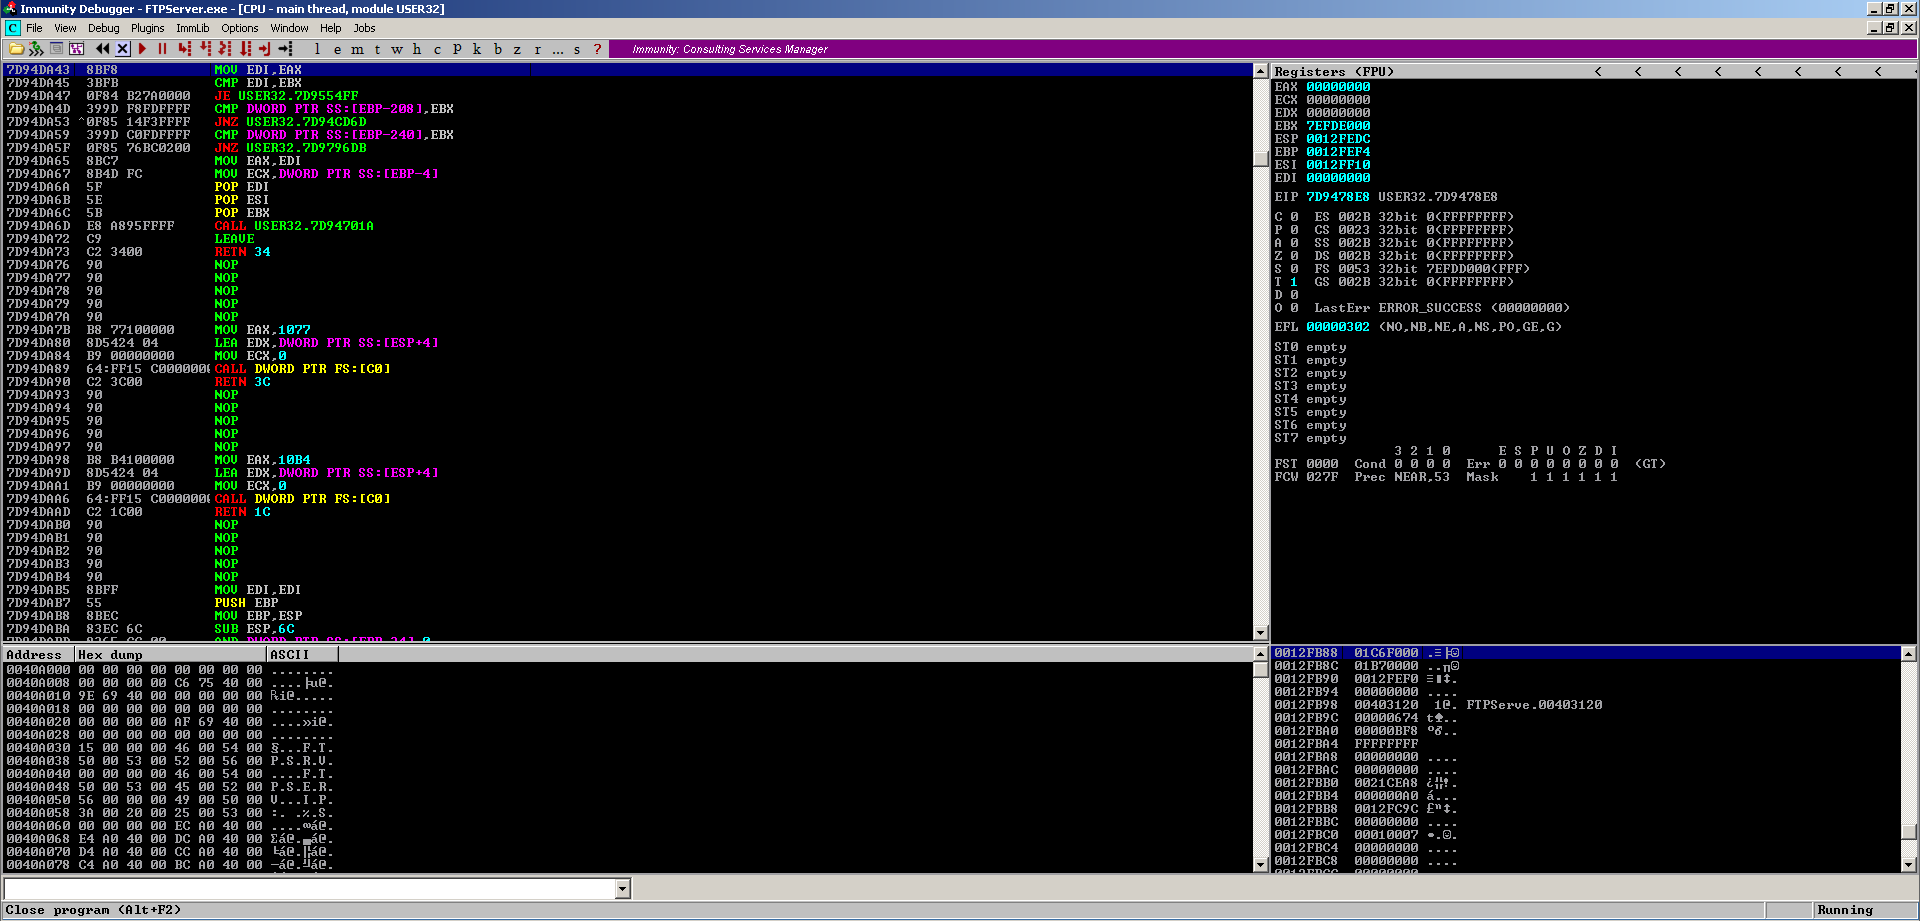 Immunity Debugger - FTPServer.exe - [CPU - main thread, module USER32]
C File View Debug Plugins ImmLib Options Window Help Jobs
l e m t w h c P k b z r ... s ? Immunity: Consulting Services Manager
7D94DA43 8BF8 MOV EDI,EAX
7D94DA45 3BFB CMP EDI,EBX
7D94DA47 0F84 B27A0000 JE USER32.7D9554FF
7D94DA4D 399D F8FDFFFF CMP DWORD PTR SS:[EBP-208],EBX
7D94DA53 ^0F85 14F3FFFF JNZ USER32.7D94CD6D
7D94DA59 399D C0FDFFFF CMP DWORD PTR SS:[EBP-240],EBX
7D94DA5F 0F85 76BC0200 JNZ USER32.7D9796DB
7D94DA65 8BC7 MOV EAX,EDI
7D94DA67 8B4D FC MOV ECX,DWORD PTR SS:[EBP-4]
7D94DA6A 5F POP EDI
7D94DA6B 5E POP ESI
7D94DA6C 5B POP EBX
7D94DA6D E8 A895FFFF CALL USER32.7D94701A
7D94DA72 C9 LEAVE
7D94DA73 C2 3400 RETN 34
7D94DA76 90 NOP
7D94DA77 90 NOP
7D94DA78 90 NOP
7D94DA79 90 NOP
7D94DA7A 90 NOP
7D94DA7B B8 77100000 MOV EAX,1077
7D94DA80 8D5424 04 LEA EDX,DWORD PTR SS:[ESP+4]
7D94DA84 B9 00000000 MOV ECX,0
7D94DA89 64:FF15 C0000000 CALL DWORD PTR FS:[C0]
7D94DA90 C2 3C00 RETN 3C
7D94DA93 90 NOP
7D94DA94 90 NOP
7D94DA95 90 NOP
7D94DA96 90 NOP
7D94DA97 90 NOP
7D94DA98 B8 B4100000 MOV EAX,10B4
7D94DA9D 8D5424 04 LEA EDX,DWORD PTR SS:[ESP+4]
7D94DAA1 B9 00000000 MOV ECX,0
7D94DAA6 64:FF15 C0000000 CALL DWORD PTR FS:[C0]
7D94DAAD C2 1C00 RETN 1C
7D94DAB0 90 NOP
7D94DAB1 90 NOP
7D94DAB2 90 NOP
7D94DAB3 90 NOP
7D94DAB4 90 NOP
7D94DAB5 8BFF MOV EDI,EDI
7D94DAB7 55 PUSH EBP
7D94DAB8 8BEC MOV EBP,ESP
7D94DABA 83EC 6C SUB ESP,6C
Registers (FPU) < < < < < < < <
EAX 00000000
ECX 00000000
EDX 00000000
EBX 7EFDE000
ESP 0012FEDC
EBP 0012FEF4
ESI 0012FF10
EDI 00000000
EIP 7D9478E8 USER32.7D9478E8
C 0 ES 002B 32bit 0(FFFFFFFF)
P 0 CS 0023 32bit 0(FFFFFFFF)
A 0 SS 002B 32bit 0(FFFFFFFF)
Z 0 DS 002B 32bit 0(FFFFFFFF)
S 0 FS 0053 32bit 7EFDD000(FFF)
T 1 GS 002B 32bit 0(FFFFFFFF)
D 0
O 0 LastErr ERROR_SUCCESS (00000000)
EFL 00000302 (NO,NB,NE,A,NS,PO,GE,G)
ST0 empty
ST1 empty
ST2 empty
ST3 empty
ST4 empty
ST5 empty
ST6 empty
ST7 empty
3 2 1 0 E S P U O Z D I
FST 0000 Cond 0 0 0 0 Err 0 0 0 0 0 0 0 0 (GT)
FCW 027F Prec NEAR,53 Mask 1 1 1 1 1 1
Address Hex dump ASCII
0040A000 00 00 00 00 00 00 00 00 ........
0040A008 00 00 00 00 C6 75 40 00 ....╞u@.
0040A010 9E 69 40 00 00 00 00 00 ₧i@.....
0040A018 00 00 00 00 00 00 00 00 ........
0040A020 00 00 00 00 AF 69 40 00 ....»i@.
0040A028 00 00 00 00 00 00 00 00 ........
0040A030 15 00 00 00 46 00 54 00 §...F.T.
0040A038 50 00 53 00 52 00 56 00 P.S.R.V.
0040A040 00 00 00 00 46 00 54 00 ....F.T.
0040A048 50 00 53 00 45 00 52 00 P.S.E.R.
0040A050 56 00 00 00 49 00 50 00 V...I.P.
0040A058 3A 00 20 00 25 00 53 00 :. .%.S.
0040A060 00 00 00 00 EC A0 40 00 ....∞á@.
0040A068 E4 A0 40 00 DC A0 40 00 Σá@.▄á@.
0040A070 D4 A0 40 00 CC A0 40 00 ╘á@.╠á@.
0040A078 C4 A0 40 00 BC A0 40 00 ─á@.╝á@.
0012FB88 01C6F000 .≡╞☺
0012FB8C 01B70000 ..╖☺
0012FB90 0012FEF0 ≡■↕.
0012FB94 00000000 ....
0012FB98 00403120 1@. FTPServe.00403120
0012FB9C 00000674 t♠..
0012FBA0 00000BF8 °♂..
0012FBA4 FFFFFFFF
0012FBA8 00000000 ....
0012FBAC 00000000 ....
0012FBB0 0021CEA8 ¿╬!.
0012FBB4 000000A0 á...
0012FBB8 0012FC9C £ⁿ↕.
0012FBBC 00000000 ....
0012FBC0 00010007 •.☺.
0012FBC4 00000000 ....
0012FBC8 00000000 ....
Close program (Alt+F2)
Running